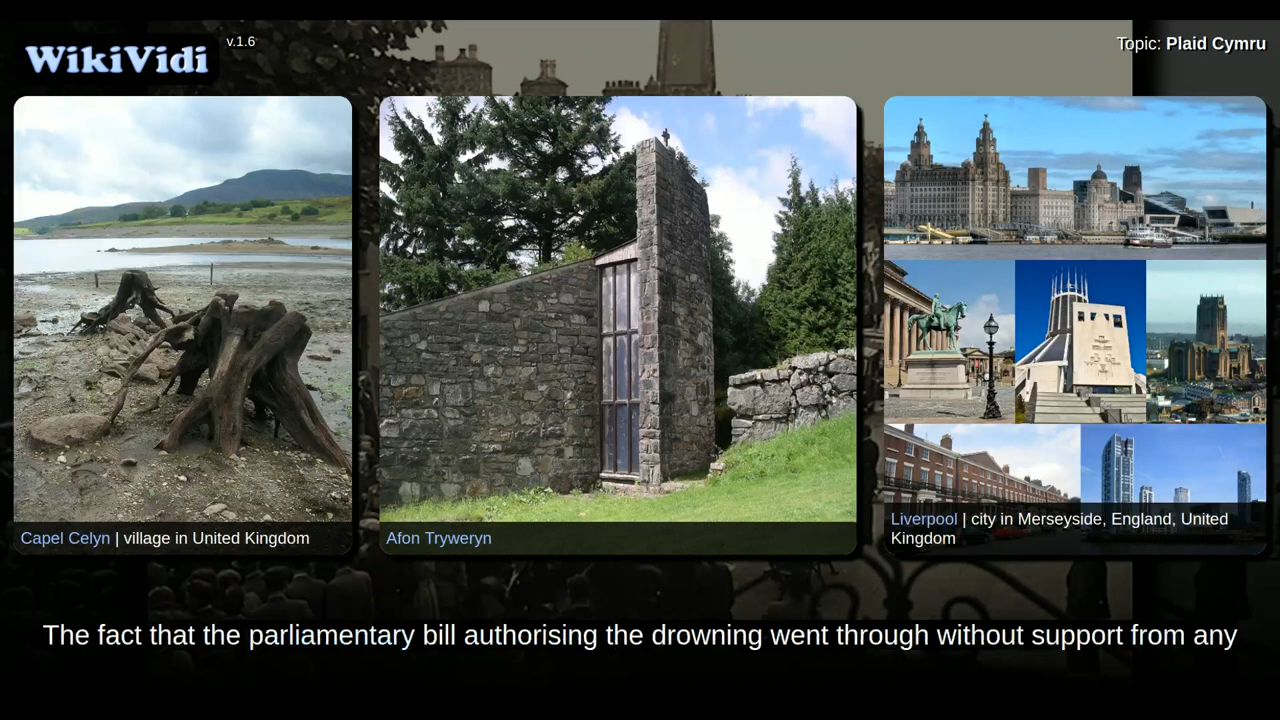 WikiVidi
v.1.6
Topic: Plaid Cymru
Capel Celyn | village in United Kingdom
Afon Tryweryn
Liverpool | city in Merseyside, England, United
Kingdom
The fact that the parliamentary bill authorising the drowning went through without support from any